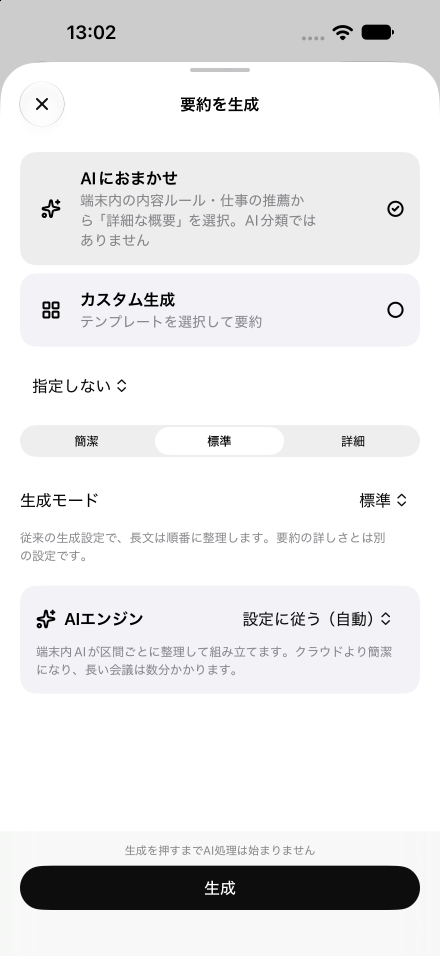 13:02
要約を生成
AIにおまかせ
端末内の内容ルール・仕事の推薦か
ら「詳細な概要」を選択。AI分類では
ありません
カスタム生成
テンプレートを選択して要約
指定しない
簡潔 標準 詳細
生成モード 標準
従来の生成設定で、長文は順番に整理します。要約の詳しさとは別
の設定です。
AIエンジン 設定に従う（自動）
端末内AIが区間ごとに整理して組み立てます。クラウドより簡潔
になり、長い会議は数分かかります。
生成を押すまでAI処理は始まりません
生成